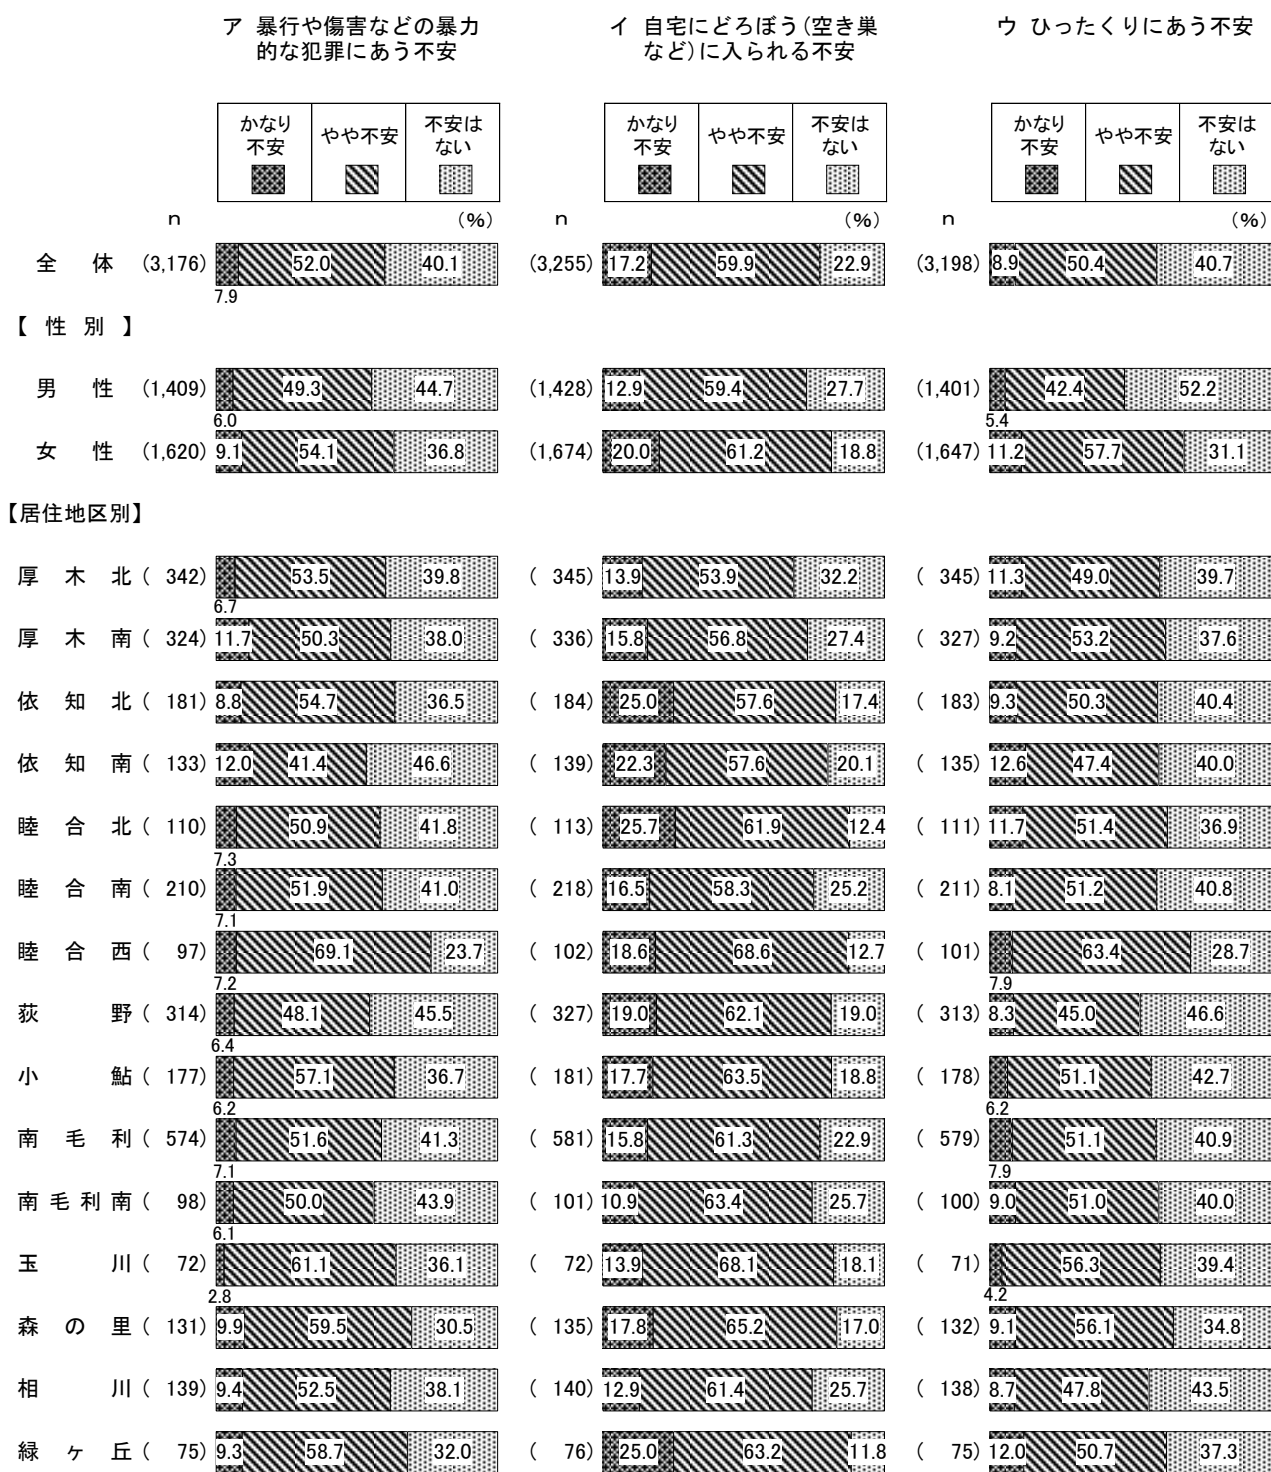 ア 暴行や傷害などの暴力
的な犯罪にあう不安
イ 自宅にどろぼう(空き巣
など)に入られる不安
ウ ひったくりにあう不安
かなり
不安
やや不安
不安は
ない
かなり
不安
やや不安
不安は
ない
かなり
不安
やや不安
不安は
ない
n (%) n (%) n (%)
全体 (3,176) 7.9 52.0 40.1 (3,255) 17.2 59.9 22.9 (3,198) 8.9 50.4 40.7
【性別】
男性 (1,409) 6.0 49.3 44.7 (1,428) 12.9 59.4 27.7 (1,401) 5.4 42.4 52.2
女性 (1,620) 9.1 54.1 36.8 (1,674) 20.0 61.2 18.8 (1,647) 11.2 57.7 31.1
【居住地区別】
厚木北 (342) 6.7 53.5 39.8 (345) 13.9 53.9 32.2 (345) 11.3 49.0 39.7
厚木南 (324) 11.7 50.3 38.0 (336) 15.8 56.8 27.4 (327) 9.2 53.2 37.6
依知北 (181) 8.8 54.7 36.5 (184) 25.0 57.6 17.4 (183) 9.3 50.3 40.4
依知南 (133) 12.0 41.4 46.6 (139) 22.3 57.6 20.1 (135) 12.6 47.4 40.0
睦合北 (110) 7.3 50.9 41.8 (113) 25.7 61.9 12.4 (111) 11.7 51.4 36.9
睦合南 (210) 7.1 51.9 41.0 (218) 16.5 58.3 25.2 (211) 8.1 51.2 40.8
睦合西 (97) 7.2 69.1 23.7 (102) 18.6 68.6 12.7 (101) 7.9 63.4 28.7
荻野 (314) 6.4 48.1 45.5 (327) 19.0 62.1 19.0 (313) 8.3 45.0 46.6
小鮎 (177) 6.2 57.1 36.7 (181) 17.7 63.5 18.8 (178) 6.2 51.1 42.7
南毛利 (574) 7.1 51.6 41.3 (581) 15.8 61.3 22.9 (579) 7.9 51.1 40.9
南毛利南 (98) 6.1 50.0 43.9 (101) 10.9 63.4 25.7 (100) 9.0 51.0 40.0
玉川 (72) 2.8 61.1 36.1 (72) 13.9 68.1 18.1 (71) 4.2 56.3 39.4
森の里 (131) 9.9 59.5 30.5 (135) 17.8 65.2 17.0 (132) 9.1 56.1 34.8
相川 (139) 9.4 52.5 38.1 (140) 12.9 61.4 25.7 (138) 8.7 47.8 43.5
緑ヶ丘 (75) 9.3 58.7 32.0 (76) 25.0 63.2 11.8 (75) 12.0 50.7 37.3